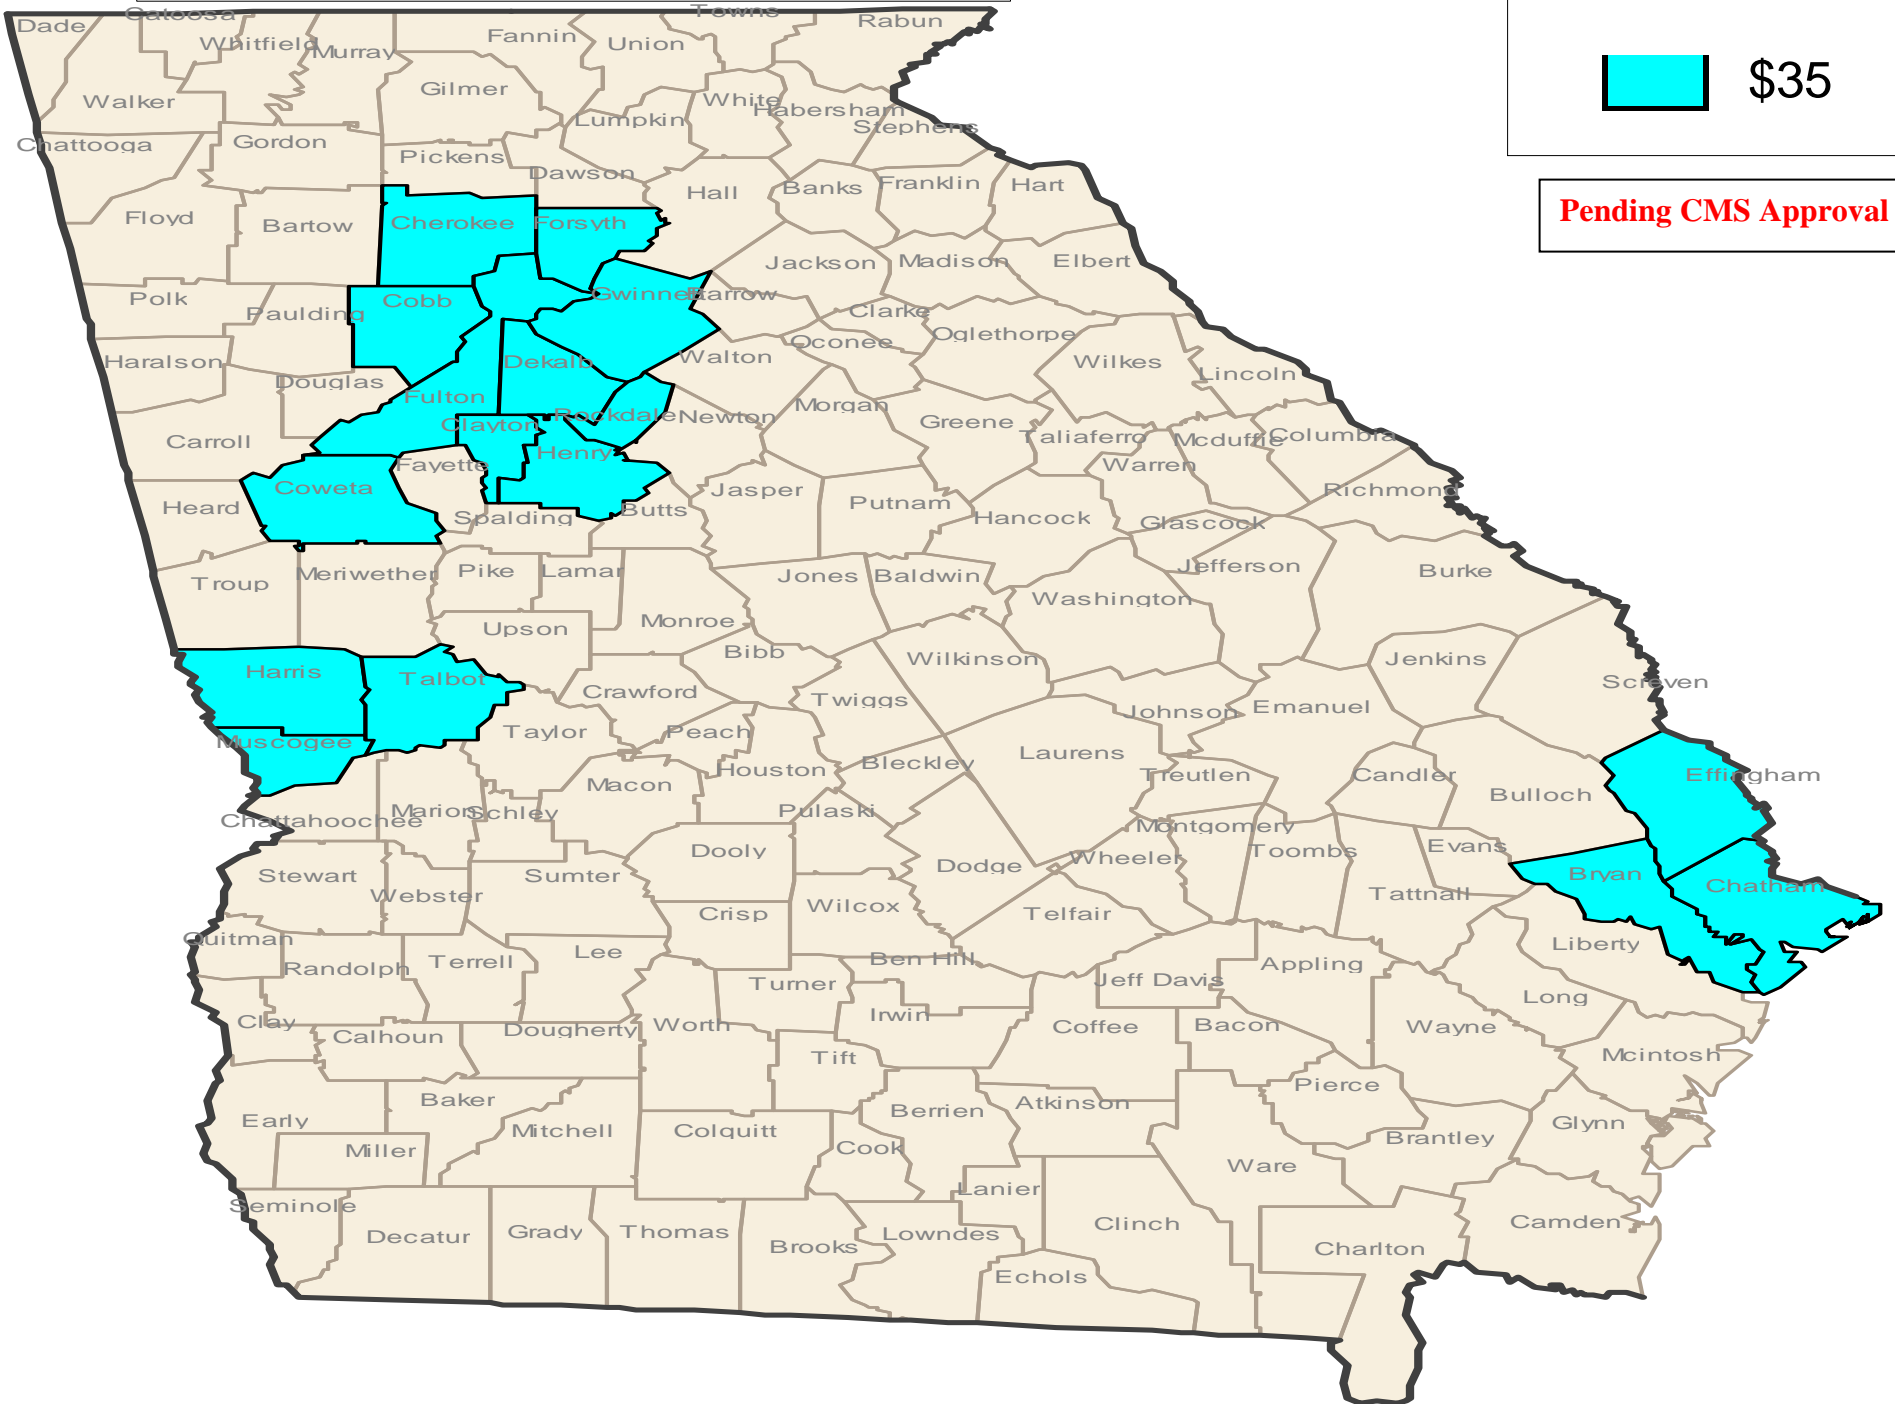 Catoosa
Towns
Dade
Rabun
Whitfield
Murray
Fannin
Union
$35
Gilmer
Walker
White
Habersham
Lumpkin
Stephens
Chattooga
Gordon
Pickens
Dawson
Hall
Banks
Franklin
Hart
Pending CMS Approval
Floyd
Bartow
Cherokee
Forsyth
Jackson
Madison
Elbert
Polk
Paulding
Cobb
Gwinnett
Barrow
Clarke
Oglethorpe
Oconee
Haralson
Dekalb
Walton
Wilkes
Lincoln
Douglas
Fulton
Clayton
Rockdale
Newton
Morgan
Greene
Taliaferro
Mcduffie
Columbia
Carroll
Fayette
Henry
Warren
Coweta
Heard
Jasper
Putnam
Richmond
Spalding
Butts
Hancock
Glascock
Troup
Meriwether
Pike
Lamar
Jones
Baldwin
Jefferson
Burke
Washington
Upson
Monroe
Bibb
Wilkinson
Jenkins
Harris
Talbot
Crawford
Twiggs
Screven
Johnson
Emanuel
Muscogee
Taylor
Peach
Laurens
Houston
Bleckley
Treutlen
Candler
Effingham
Macon
Bulloch
Chattahoochee
Marion
Schley
Pulaski
Montgomery
Toombs
Evans
Dooly
Dodge
Wheeler
Stewart
Webster
Sumter
Bryan
Chatham
Tattnall
Crisp
Wilcox
Telfair
Quitman
Randolph
Terrell
Lee
Ben Hill
Liberty
Turner
Jeff Davis
Appling
Long
Clay
Calhoun
Dougherty
Worth
Irwin
Coffee
Bacon
Wayne
Tift
Mcintosh
Pierce
Early
Baker
Berrien
Atkinson
Mitchell
Colquitt
Glynn
Miller
Cook
Brantley
Ware
Lanier
Seminole
Decatur
Grady
Thomas
Brooks
Lowndes
Clinch
Camden
Charlton
Echols